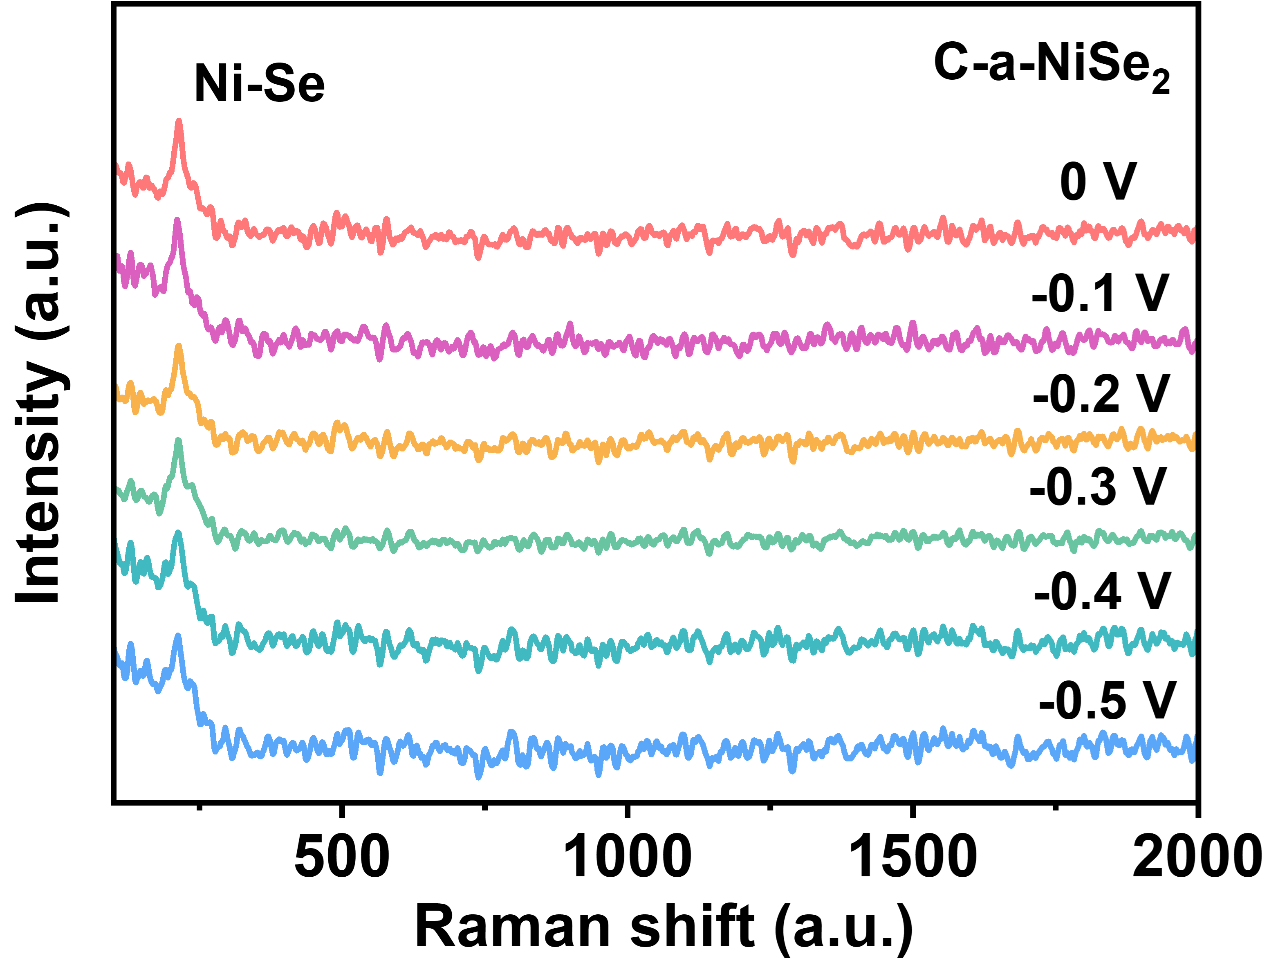 Ni-Se
C-a-NiSe₂
0 V
-0.1 V
-0.2 V
-0.3 V
-0.4 V
-0.5 V
Intensity (a.u.)
500 1000 1500 2000
Raman shift (a.u.)